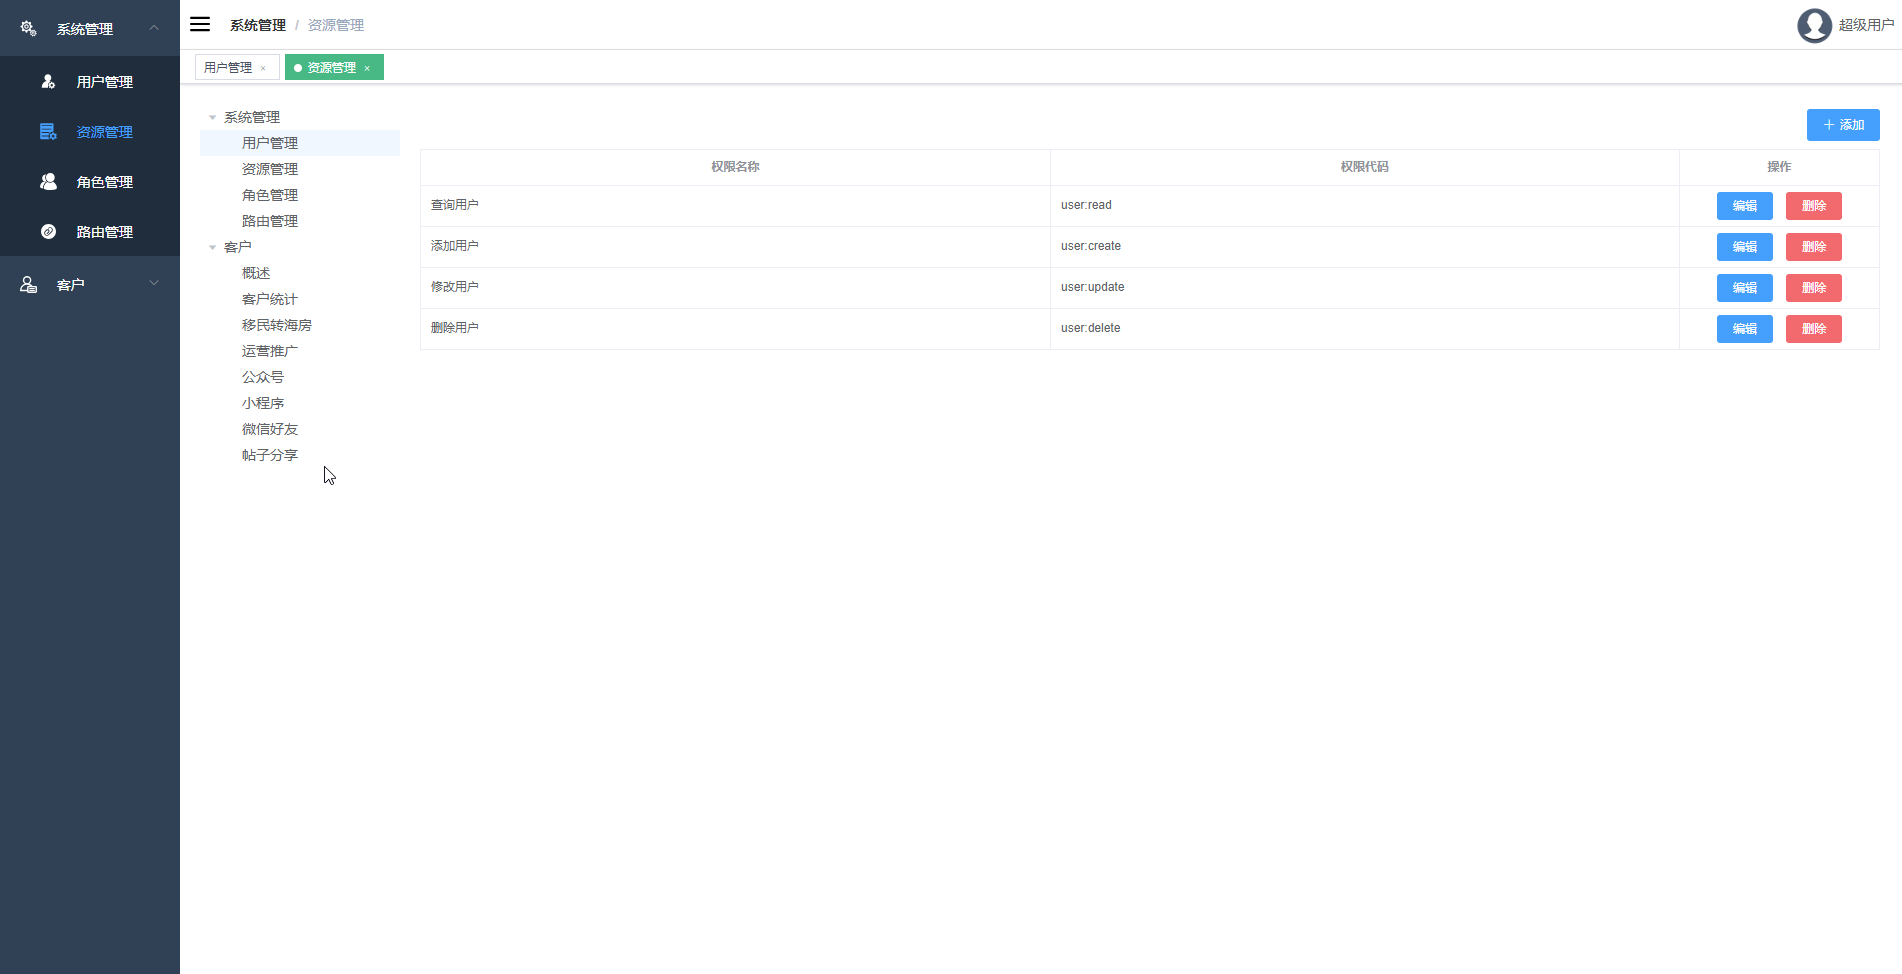 系统管理
用户管理
资源管理
角色管理
路由管理
客户
系统管理 / 资源管理
超级用户
用户管理 ×
资源管理 ×
系统管理
用户管理
资源管理
角色管理
路由管理
客户
概述
客户统计
移民转海房
运营推广
公众号
小程序
微信好友
帖子分享
+ 添加
权限名称 权限代码 操作
查询用户 user:read 编辑 删除
添加用户 user:create 编辑 删除
修改用户 user:update 编辑 删除
删除用户 user:delete 编辑 删除